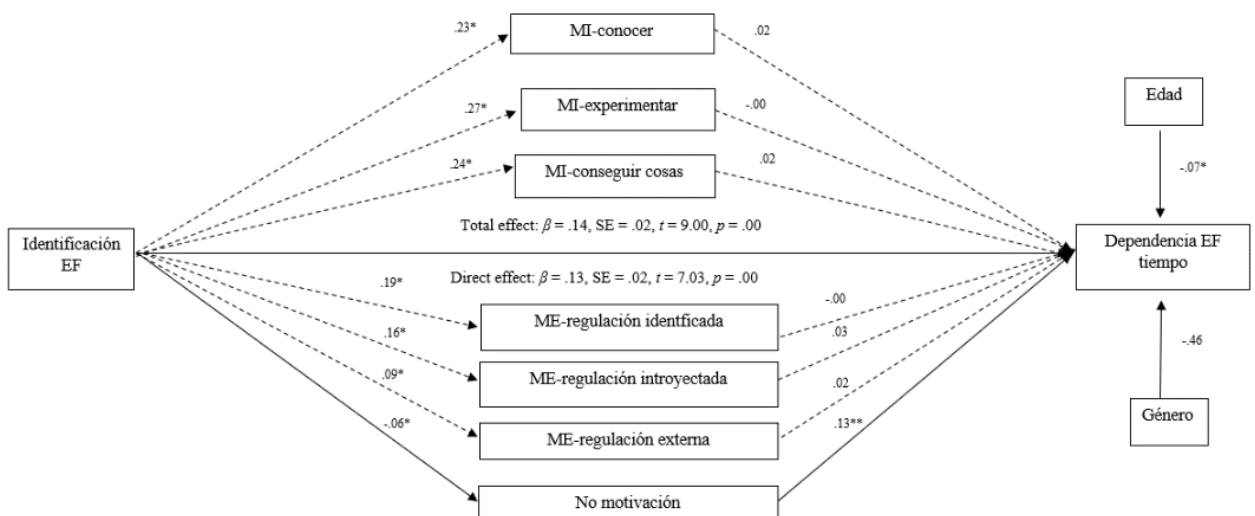 .23*
MI-conocer
.02
.27*
MI-experimentar
-.00
Edad
.24*
MI-conseguir cosas
.02
-.07*
Total effect: β = .14, SE = .02, t = 9.00, p = .00
Identificación
EF
Dependencia EF
tiempo
Direct effect: β = .13, SE = .02, t = 7.03, p = .00
.19*
ME-regulación identficada
-.00
.16*
ME-regulación introyectada
.03
-.46
.09*
ME-regulación externa
.02
Género
-.06*
.13**
No motivación